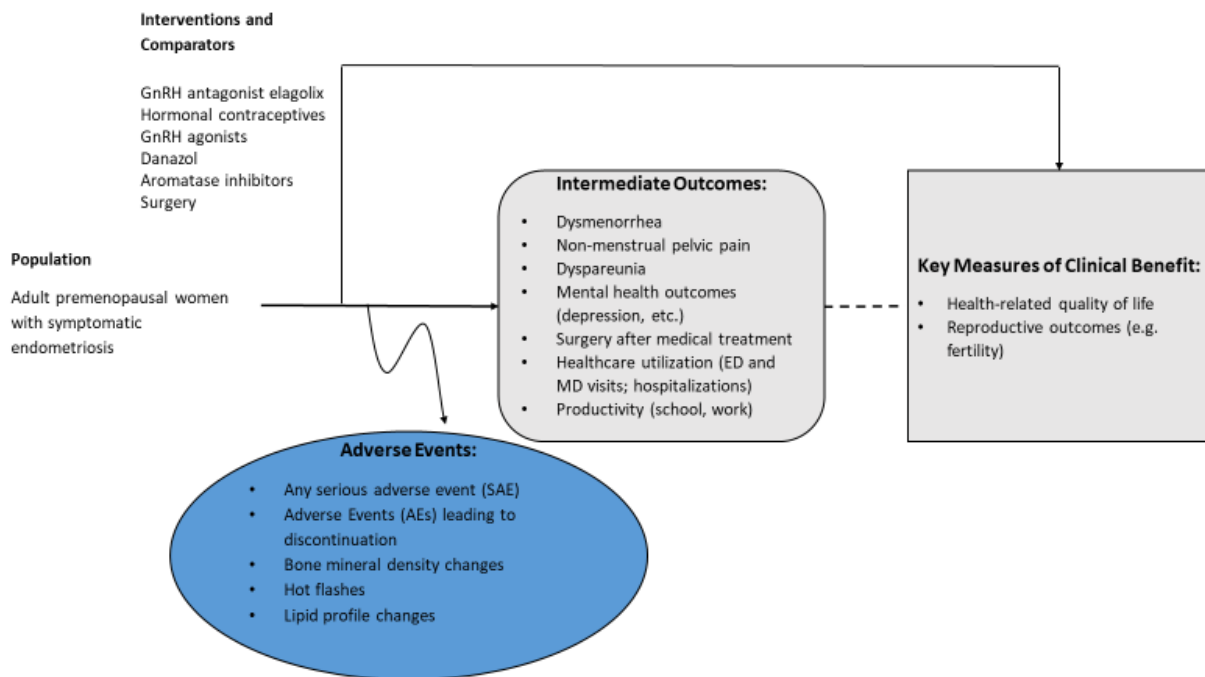 Interventions and
Comparators
GnRH antagonist elagolix
Hormonal contraceptives
GnRH agonists
Danazol
Aromatase inhibitors
Surgery
Population
Adult premenopausal women
with symptomatic
endometriosis
Intermediate Outcomes:
• Dysmenorrhea
• Non-menstrual pelvic pain
• Dyspareunia
• Mental health outcomes
(depression, etc.)
• Surgery after medical treatment
• Healthcare utilization (ED and
MD visits; hospitalizations)
• Productivity (school, work)
Key Measures of Clinical Benefit:
• Health-related quality of life
• Reproductive outcomes (e.g.
fertility)
Adverse Events:
• Any serious adverse event (SAE)
• Adverse Events (AEs) leading to
discontinuation
• Bone mineral density changes
• Hot flashes
• Lipid profile changes